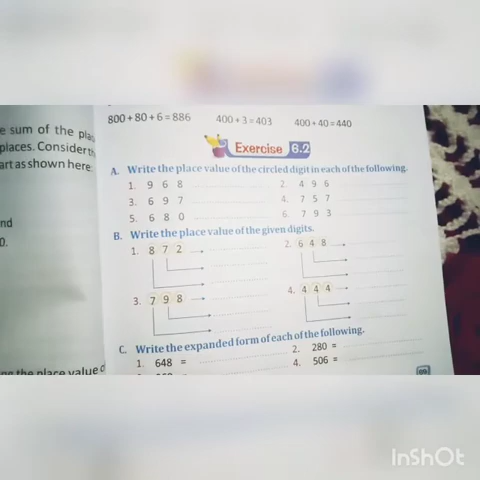 800 + 80 + 6 = 886 400 + 3 = 403 400 + 40 = 440
e sum of the
places. Consider
art as shown here:
nd
0.
ng the place value
Exercise 6.2
A. Write the place value of the circled digit in each of the following.
1. 9 6 8 2. 4 9 6
3. 6 9 7 4. 7 5 7
5. 6 8 0 6. 7 9 3
B. Write the place value of the given digits.
1. 8 7 2 2. 6 4 8
3. 7 9 8 4. 4 4 4
C. Write the expanded form of each of the following.
1. 648 = 2. 280 =
4. 506 =
InShOt